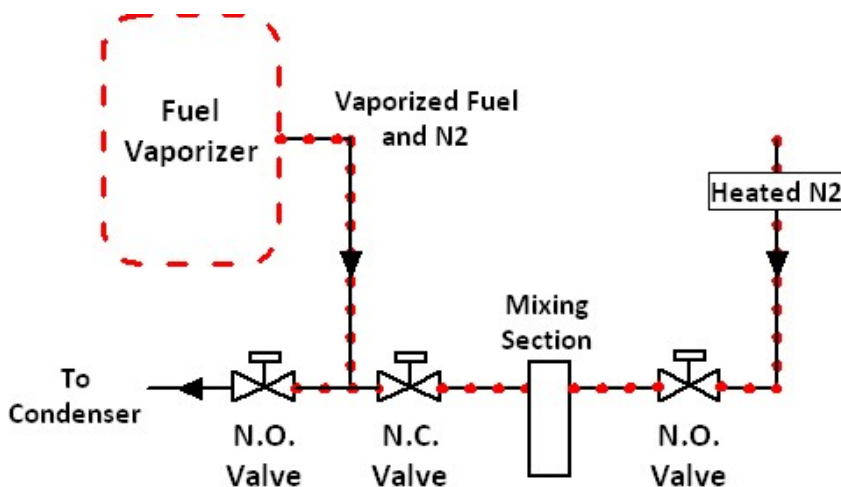 Fuel
Vaporizer
Vaporized Fuel
and N2
Heated N2
Mixing
Section
To
Condenser
N.O.
Valve
N.C.
Valve
N.O.
Valve